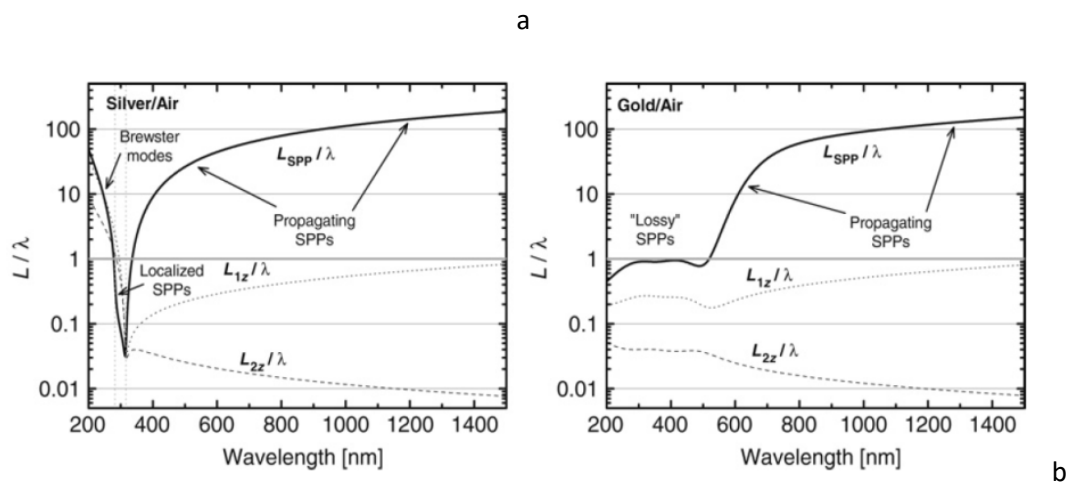 a
Silver/Air
Brewster
modes
L_SPP / λ
Propagating
SPPs
Localized
SPPs
L_1z / λ
L_2z / λ
L / λ
100
10
1
0.1
0.01
200 400 600 800 1000 1200 1400
Wavelength [nm]
Gold/Air
L_SPP / λ
"Lossy"
SPPs
Propagating
SPPs
L_1z / λ
L_2z / λ
L / λ
100
10
1
0.1
0.01
200 400 600 800 1000 1200 1400
Wavelength [nm]
b